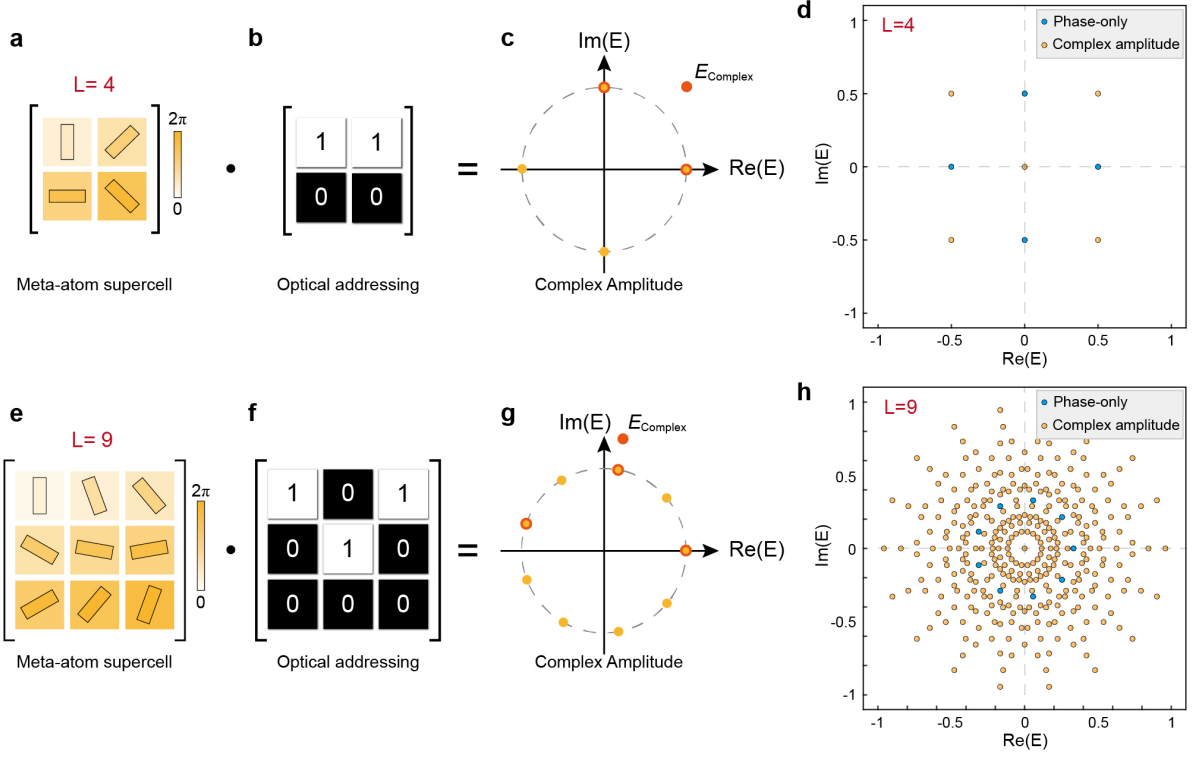 a
L= 4
2π
0
Meta-atom supercell
b
1 1
0 0
Optical addressing
=
c
Im(E)
EComplex
Re(E)
Complex Amplitude
d
L=4
Phase-only
Complex amplitude
1
0.5
0
-0.5
-1
Im(E)
-1 -0.5 0 0.5 1
Re(E)
e
L= 9
2π
0
Meta-atom supercell
f
1 0 1
0 1 0
0 0 0
Optical addressing
=
g
Im(E)
EComplex
Re(E)
Complex Amplitude
h
L=9
Phase-only
Complex amplitude
1
0.5
0
-0.5
-1
Im(E)
-1 -0.5 0 0.5 1
Re(E)